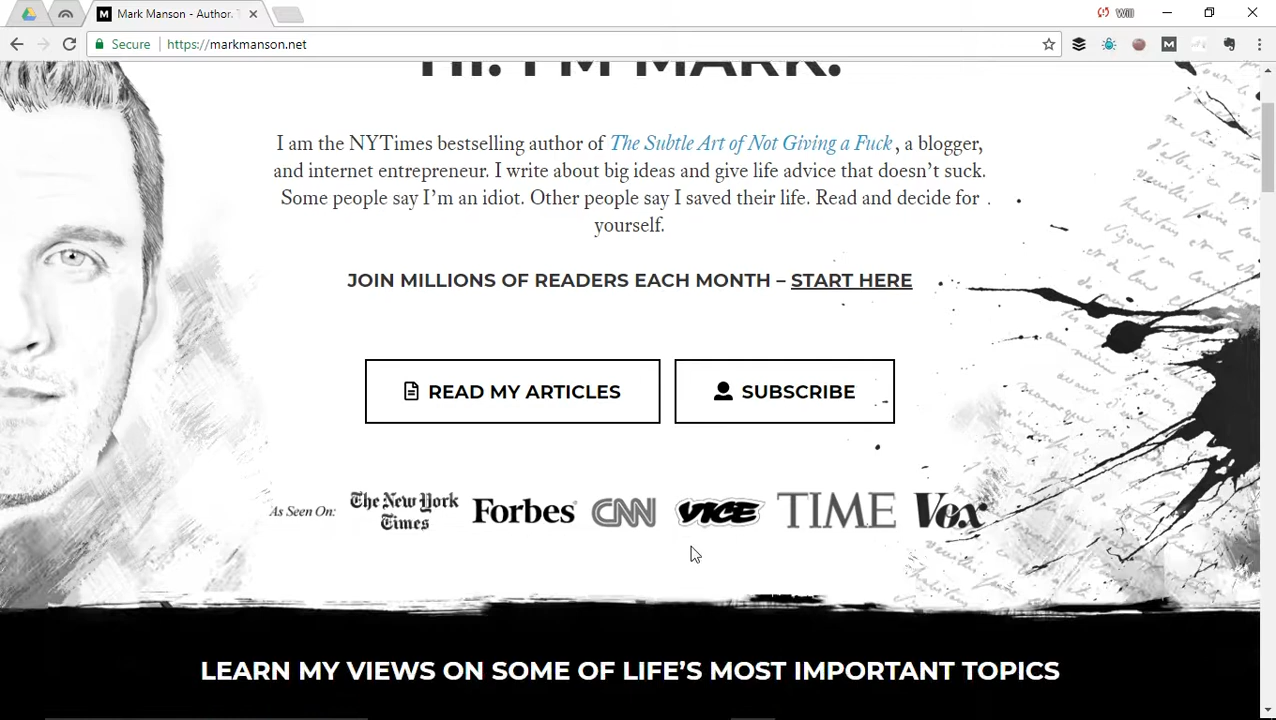 Mark Manson - Author. T
Will
Secure
https://markmanson.net
HI. I'M MARK.
I am the NYTimes bestselling author of The Subtle Art of Not Giving a Fuck, a blogger,
and internet entrepreneur. I write about big ideas and give life advice that doesn't suck.
Some people say I'm an idiot. Other people say I saved their life. Read and decide for
yourself.
JOIN MILLIONS OF READERS EACH MONTH – START HERE
READ MY ARTICLES
SUBSCRIBE
As Seen On:
The New York
Times
Forbes
CNN
VICE
TIME
Vox
LEARN MY VIEWS ON SOME OF LIFE'S MOST IMPORTANT TOPICS